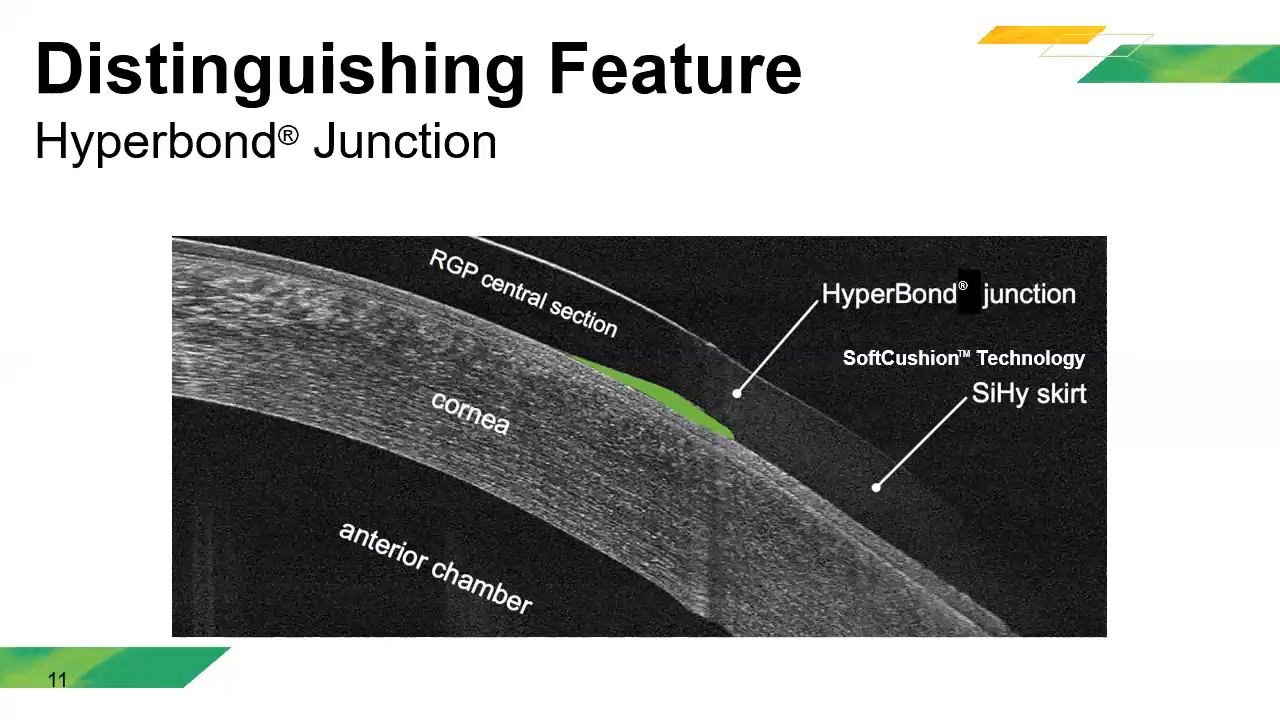 Distinguishing Feature
Hyperbond® Junction
RGP central section
HyperBond® junction
SoftCushion™ Technology
SiHy skirt
cornea
anterior chamber
11